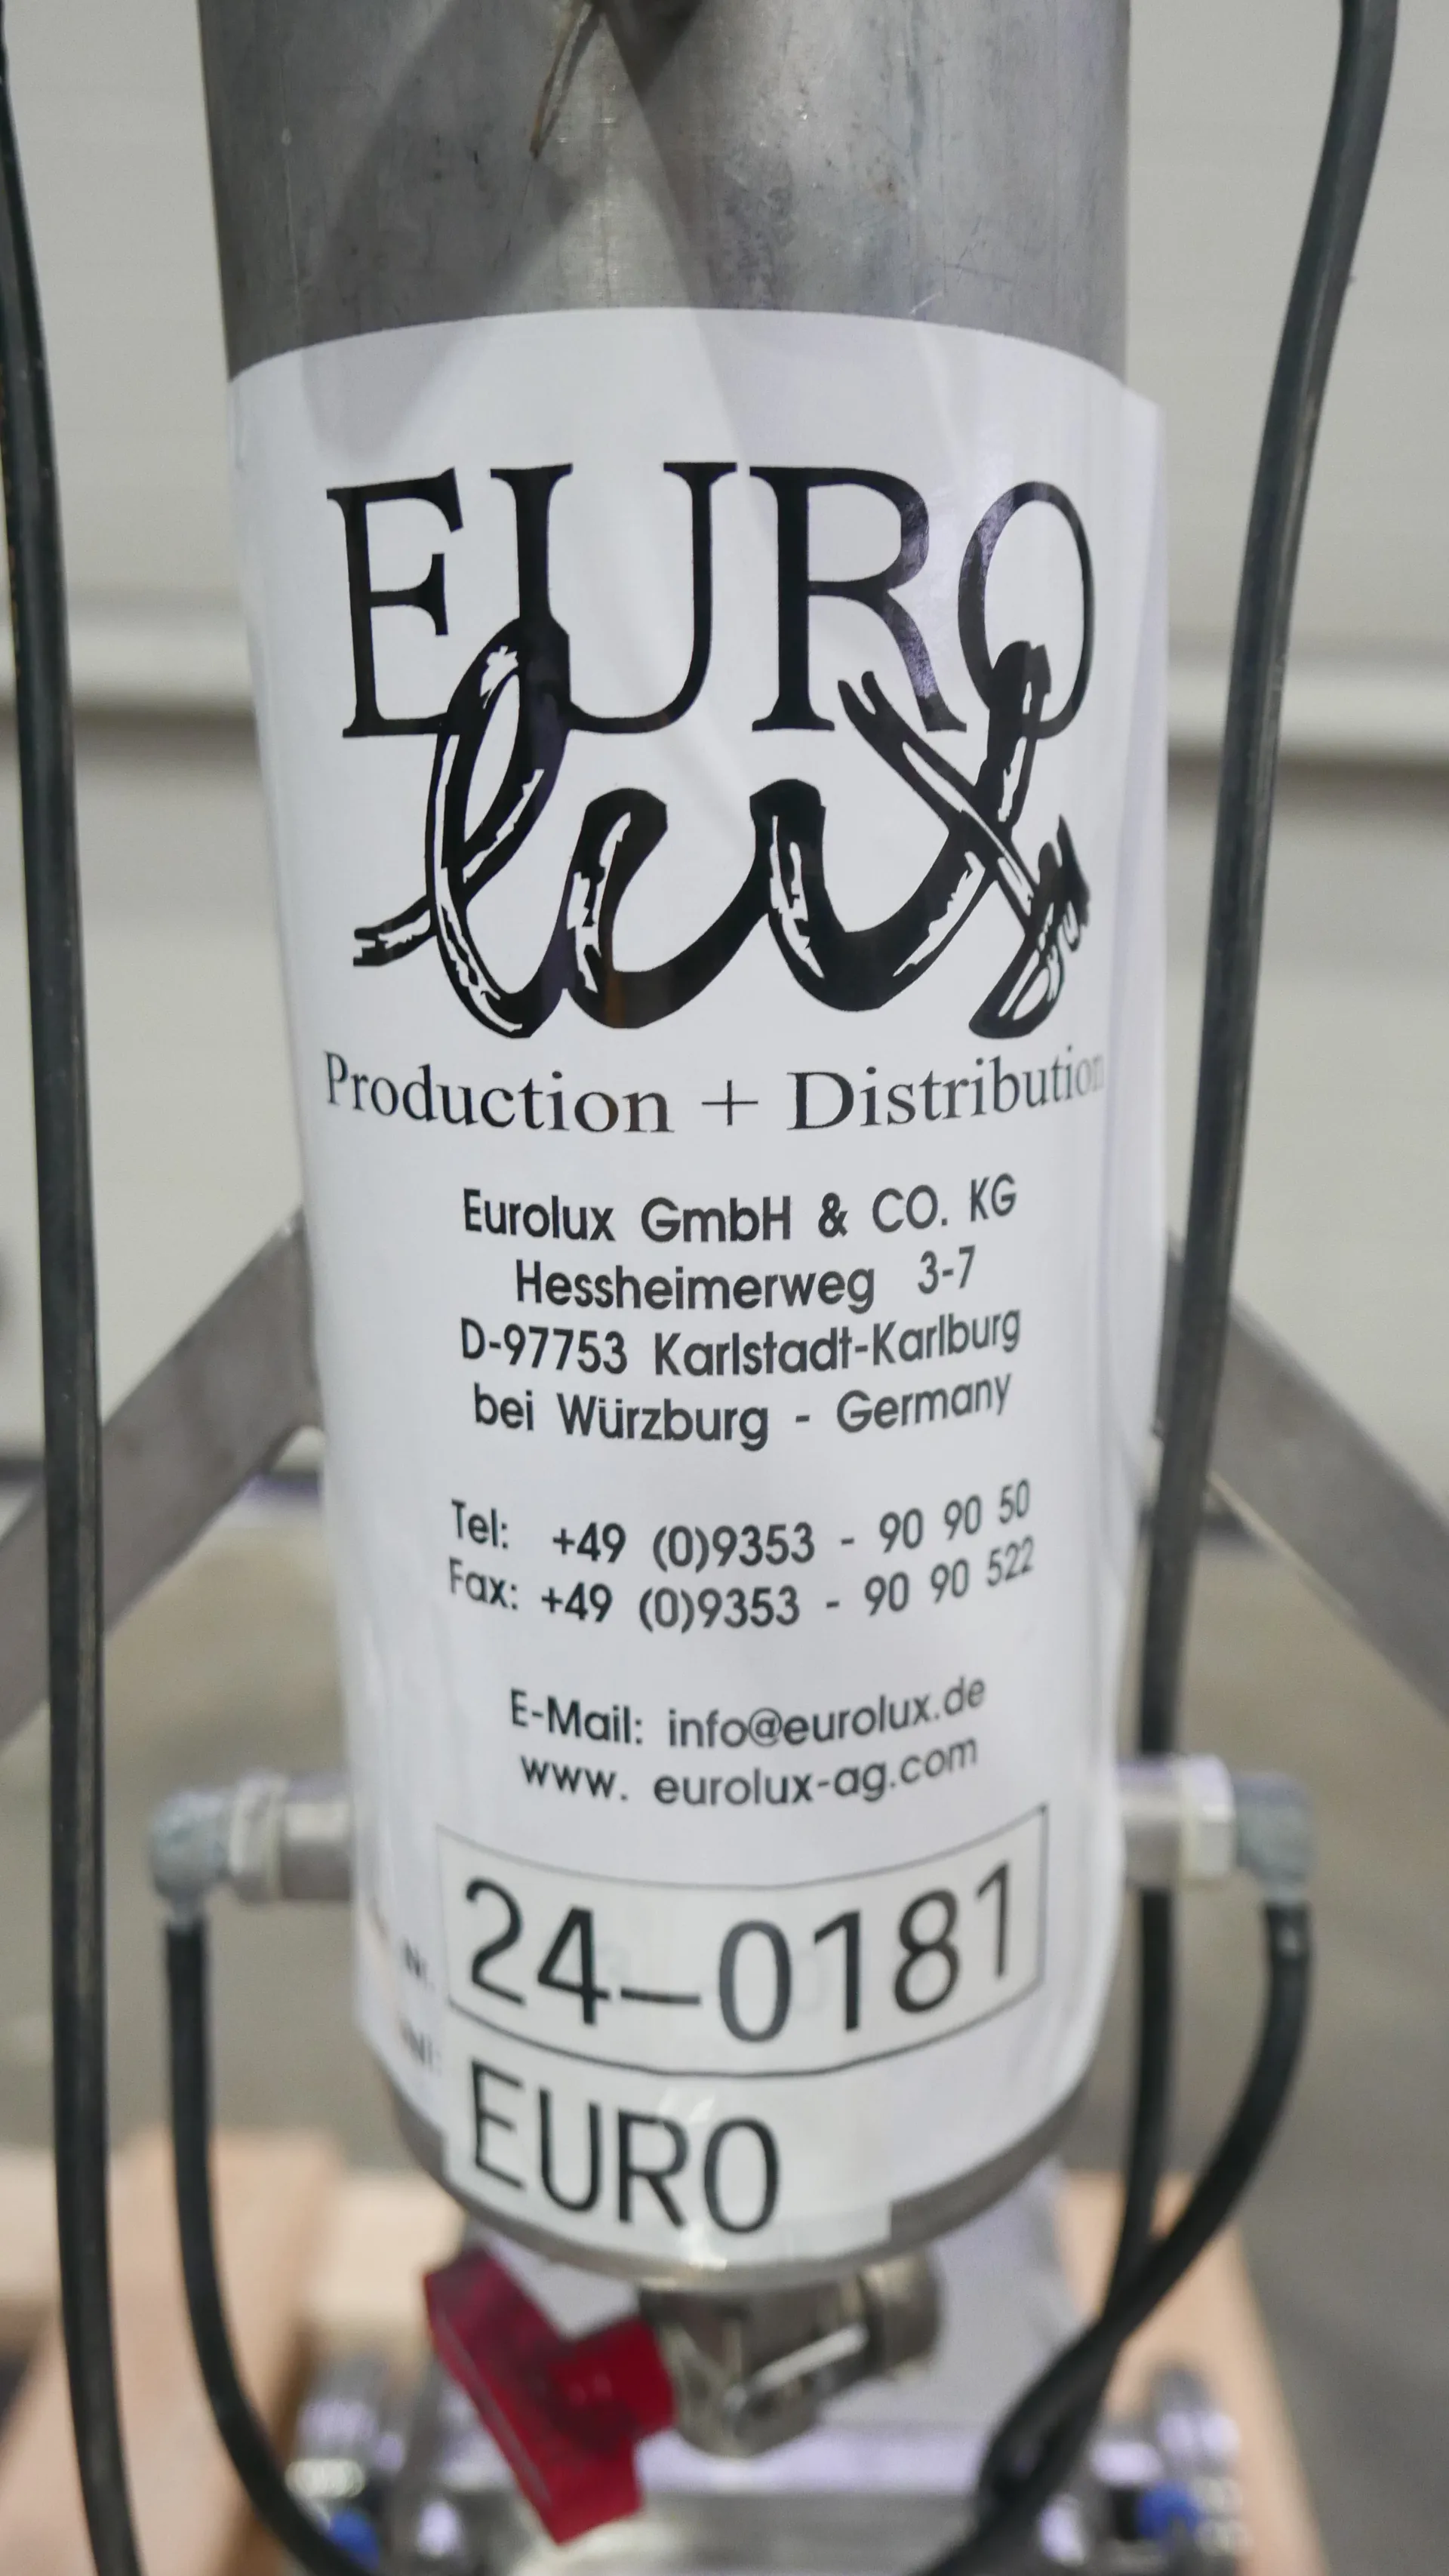 EURO
lux
Production + Distribution
Eurolux GmbH & CO. KG
Hessheimerweg 3-7
D-97753 Karlstadt-Karlburg
bei Würzburg - Germany
Tel: +49 (0)9353 - 90 90 50
Fax: +49 (0)9353 - 90 90 522
E-Mail: info@eurolux.de
www. eurolux-ag.com
24-0181
EURO